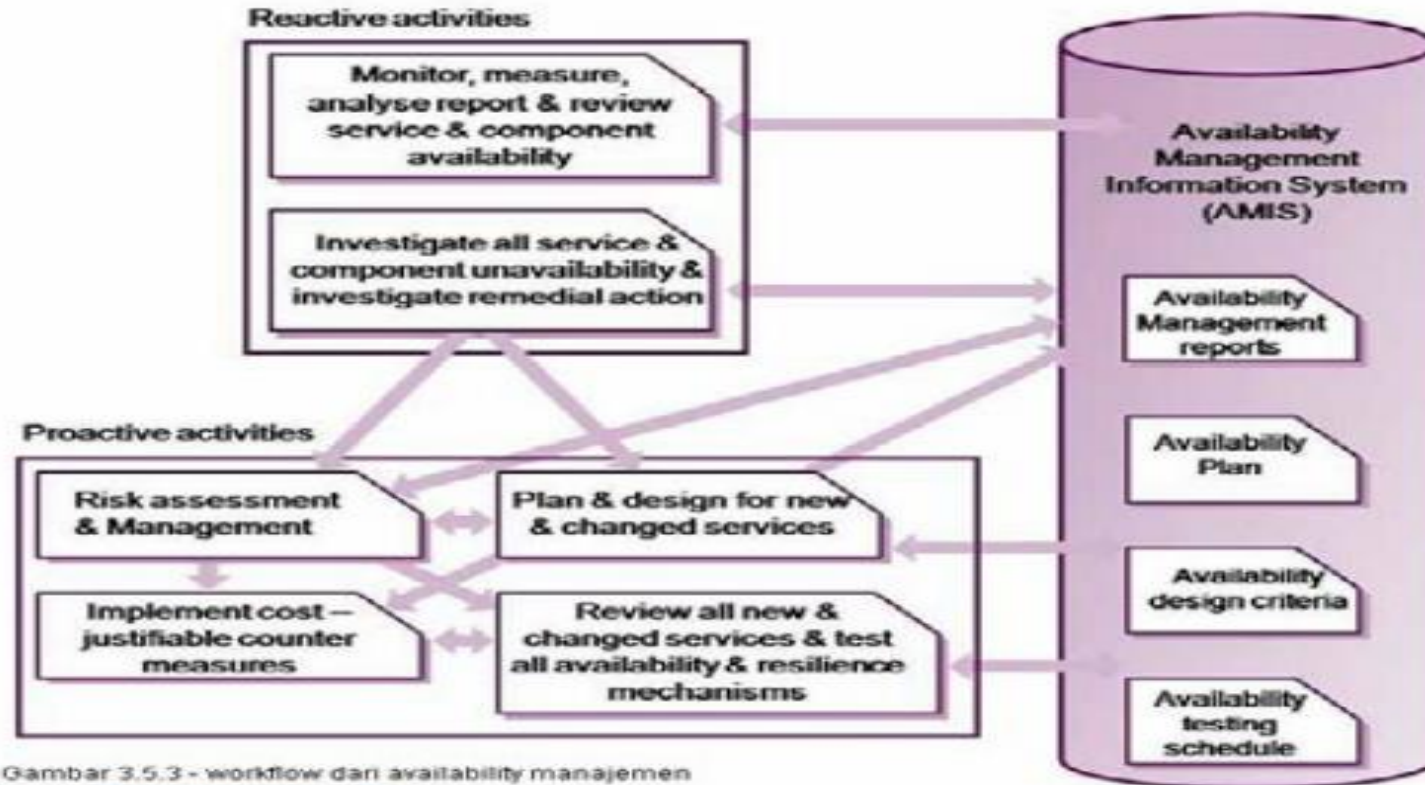 Reactive activities
Monitor, measure,
analyse report & review
service & component
availability
Investigate all service &
component unavailability &
investigate remedial action
Proactive activities
Risk assessment
& Management
Plan & design for new
& changed services
Implement cost –
justifiable counter
measures
Review all new &
changed services & test
all availability & resilience
mechanisms
Availability
Management
Information System
(AMIS)
Availability
Management
reports
Availability
Plan
Availability
design criteria
Availability
testing
schedule
Gambar 3.5.3 - workflow dari availability manajemen